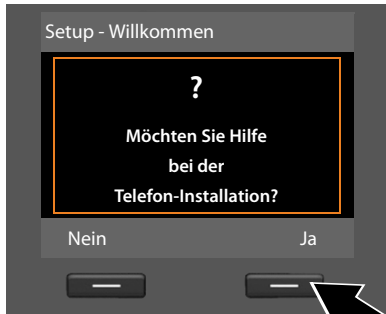 Setup - Willkommen
?
Möchten Sie Hilfe
bei der
Telefon-Installation?
Nein Ja